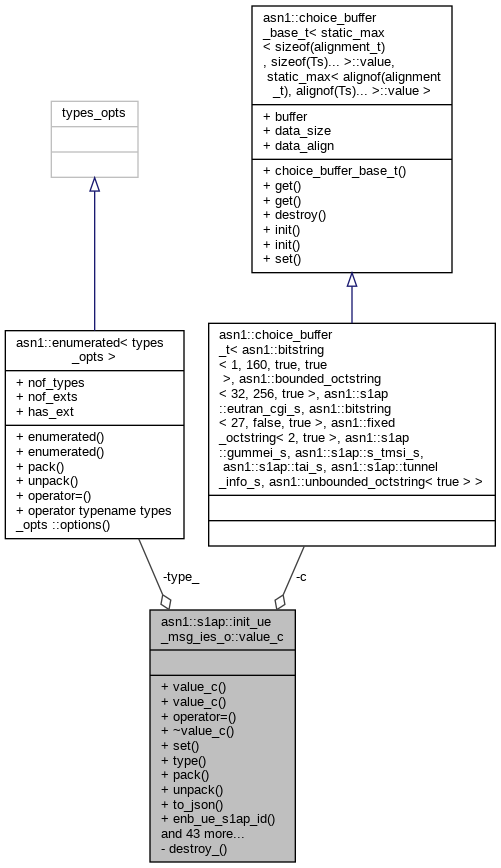 asn1::choice_buffer
_base_t< static_max
< sizeof(alignment_t)
, sizeof(Ts)... >::value,
static_max< alignof(alignment
_t), alignof(Ts)... >::value >
+ buffer
+ data_size
+ data_align
+ choice_buffer_base_t()
+ get()
+ get()
+ destroy()
+ init()
+ init()
+ set()
types_opts
asn1::enumerated< types
_opts >
+ nof_types
+ nof_exts
+ has_ext
+ enumerated()
+ enumerated()
+ pack()
+ unpack()
+ operator=()
+ operator typename types
_opts ::options()
asn1::choice_buffer
_t< asn1::bitstring
< 1, 160, true, true
>, asn1::bounded_octstring
< 32, 256, true >, asn1::s1ap
::eutran_cgi_s, asn1::bitstring
< 27, false, true >, asn1::fixed
_octstring< 2, true >, asn1::s1ap
::gummei_s, asn1::s1ap::s_tmsi_s,
asn1::s1ap::tai_s, asn1::s1ap::tunnel
_info_s, asn1::unbounded_octstring< true > >
-type_
-c
asn1::s1ap::init_ue
_msg_ies_o::value_c
+ value_c()
+ value_c()
+ operator=()
+ ~value_c()
+ set()
+ type()
+ pack()
+ unpack()
+ to_json()
+ enb_ue_s1ap_id()
and 43 more...
- destroy_()